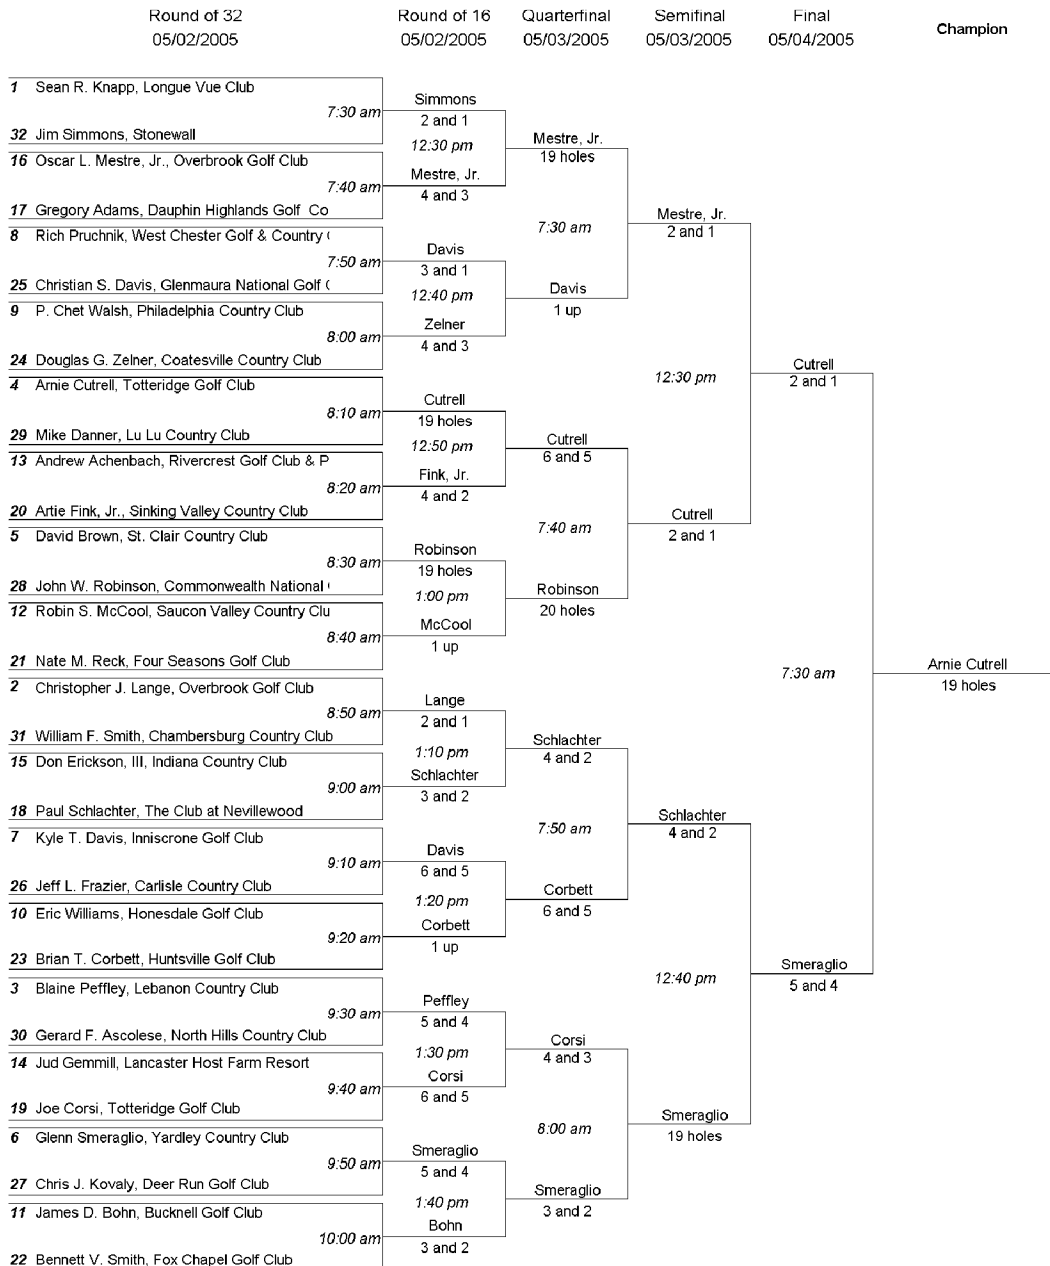 Round of 32 Round of 16 Quarterfinal Semifinal Final
05/02/2005 05/02/2005 05/03/2005 05/03/2005 05/04/2005
Champion
1 Sean R. Knapp, Longue Vue Club
7:30 am
32 Jim Simmons, Stonewall
16 Oscar L. Mestre, Jr., Overbrook Golf Club
7:40 am
17 Gregory Adams, Dauphin Highlands Golf Co
8 Rich Pruchnik, West Chester Golf & Country
7:50 am
25 Christian S. Davis, Glenmaura National Golf
9 P. Chet Walsh, Philadelphia Country Club
8:00 am
24 Douglas G. Zelner, Coatesville Country Club
4 Arnie Cutrell, Totteridge Golf Club
8:10 am
29 Mike Danner, Lu Lu Country Club
13 Andrew Achenbach, Rivercrest Golf Club & P
8:20 am
20 Artie Fink, Jr., Sinking Valley Country Club
5 David Brown, St. Clair Country Club
8:30 am
28 John W. Robinson, Commonwealth National
12 Robin S. McCool, Saucon Valley Country Clu
8:40 am
21 Nate M. Reck, Four Seasons Golf Club
2 Christopher J. Lange, Overbrook Golf Club
8:50 am
31 William F. Smith, Chambersburg Country Club
15 Don Erickson, III, Indiana Country Club
9:00 am
18 Paul Schlachter, The Club at Nevillewood
7 Kyle T. Davis, Inniscrone Golf Club
9:10 am
26 Jeff L. Frazier, Carlisle Country Club
10 Eric Williams, Honesdale Golf Club
9:20 am
23 Brian T. Corbett, Huntsville Golf Club
3 Blaine Peffley, Lebanon Country Club
9:30 am
30 Gerard F. Ascolese, North Hills Country Club
14 Jud Gemmill, Lancaster Host Farm Resort
9:40 am
19 Joe Corsi, Totteridge Golf Club
6 Glenn Smeraglio, Yardley Country Club
9:50 am
27 Chris J. Kovaly, Deer Run Golf Club
11 James D. Bohn, Bucknell Golf Club
10:00 am
22 Bennett V. Smith, Fox Chapel Golf Club
Simmons
2 and 1
12:30 pm
Mestre, Jr.
4 and 3
Davis
3 and 1
12:40 pm
Zelner
4 and 3
Cutrell
19 holes
12:50 pm
Fink, Jr.
4 and 2
Robinson
19 holes
1:00 pm
McCool
1 up
Lange
2 and 1
1:10 pm
Schlachter
3 and 2
Davis
6 and 5
1:20 pm
Corbett
1 up
Peffley
5 and 4
1:30 pm
Corsi
6 and 5
Smeraglio
5 and 4
1:40 pm
Bohn
3 and 2
Mestre, Jr.
19 holes
7:30 am
Davis
1 up
Cutrell
6 and 5
7:40 am
Robinson
20 holes
Schlachter
4 and 2
7:50 am
Corbett
6 and 5
Corsi
4 and 3
8:00 am
Smeraglio
3 and 2
Mestre, Jr.
2 and 1
12:30 pm
Cutrell
2 and 1
Schlachter
4 and 2
12:40 pm
Smeraglio
19 holes
Cutrell
2 and 1
7:30 am
Smeraglio
5 and 4
Arnie Cutrell
19 holes